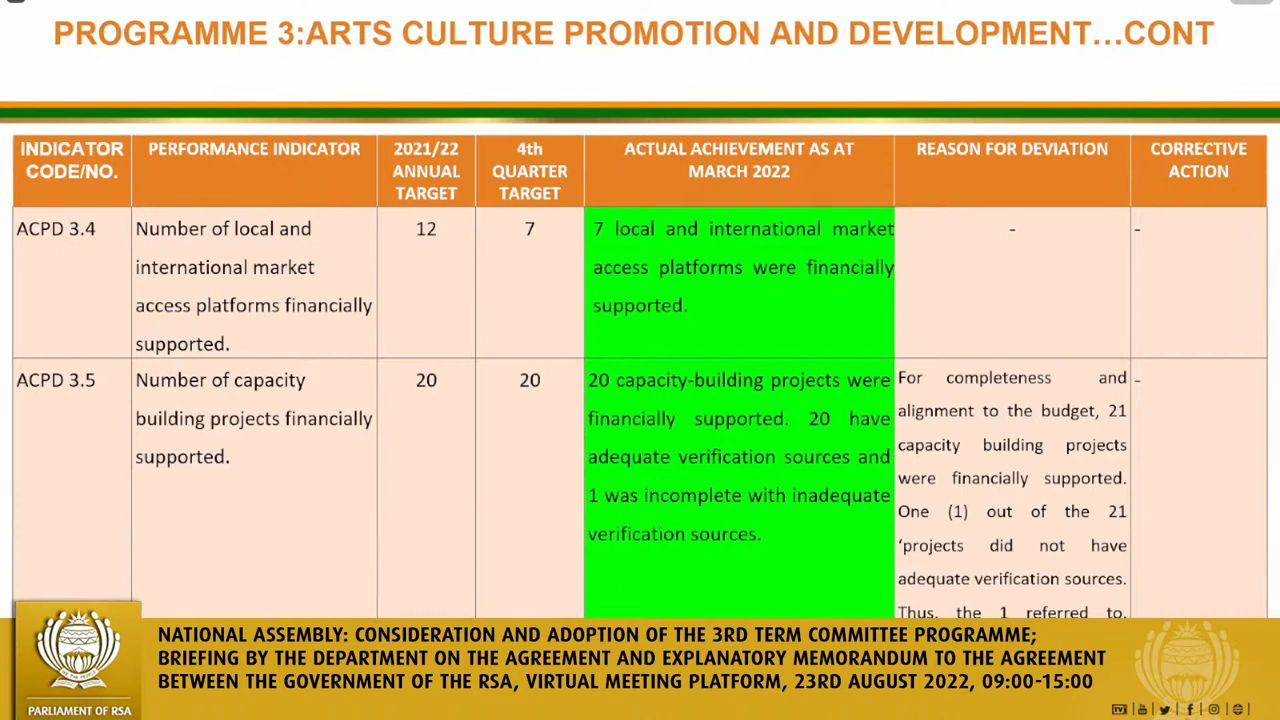 PROGRAMME 3:ARTS CULTURE PROMOTION AND DEVELOPMENT…CONT
INDICATOR CODE/NO.
PERFORMANCE INDICATOR
2021/22 ANNUAL TARGET
4th QUARTER TARGET
ACTUAL ACHIEVEMENT AS AT MARCH 2022
REASON FOR DEVIATION
CORRECTIVE ACTION
ACPD 3.4
Number of local and
international market
access platforms financially
supported.
12
7
7 local and international market
access platforms were financially
supported.
-
-
ACPD 3.5
Number of capacity
building projects financially
supported.
20
20
20 capacity-building projects were
financially supported. 20 have
adequate verification sources and
1 was incomplete with inadequate
verification sources.
For completeness and
alignment to the budget, 21
capacity building projects
were financially supported.
One (1) out of the 21
‘projects did not have
adequate verification sources.
Thus, the 1 referred to,
-
NATIONAL ASSEMBLY: CONSIDERATION AND ADOPTION OF THE 3RD TERM COMMITTEE PROGRAMME;
BRIEFING BY THE DEPARTMENT ON THE AGREEMENT AND EXPLANATORY MEMORANDUM TO THE AGREEMENT
BETWEEN THE GOVERNMENT OF THE RSA, VIRTUAL MEETING PLATFORM, 23RD AUGUST 2022, 09:00-15:00
PARLIAMENT OF RSA